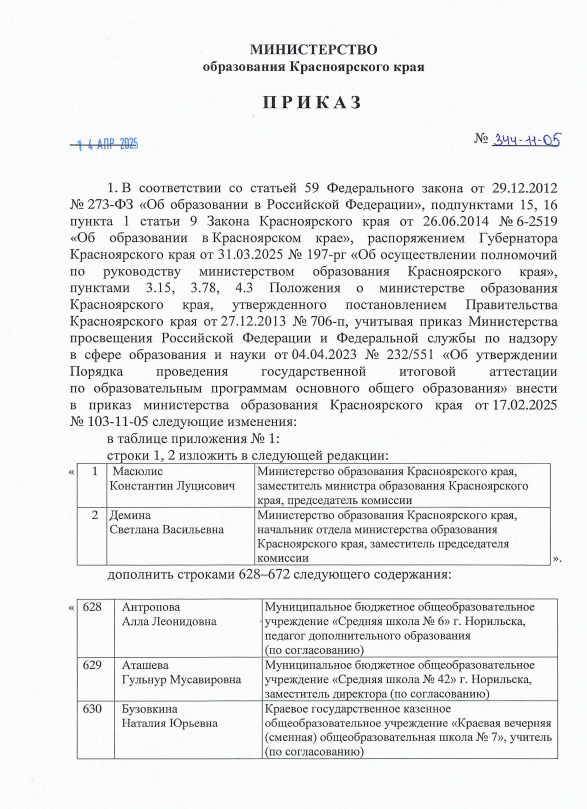 МИНИСТЕРСТВО
образования Красноярского края
ПРИКАЗ
1 4 АПР 2025
№ 344-11-05
1. В соответствии со статьей 59 Федерального закона от 29.12.2012
№ 273-ФЗ «Об образовании в Российской Федерации», подпунктами 15, 16
пункта 1 статьи 9 Закона Красноярского края от 26.06.2014 № 6-2519
«Об образовании в Красноярском крае», распоряжением Губернатора
Красноярского края от 31.03.2025 № 197-рг «Об осуществлении полномочий
по руководству министерством образования Красноярского края»,
пунктами 3.15, 3.78, 4.3 Положения о министерстве образования
Красноярского края, утвержденного постановлением Правительства
Красноярского края от 27.12.2013 № 706-п, учитывая приказ Министерства
просвещения Российской Федерации и Федеральной службы по надзору
в сфере образования и науки от 04.04.2023 № 232/551 «Об утверждении
Порядка проведения государственной итоговой аттестации
по образовательным программам основного общего образования» внести
в приказ министерства образования Красноярского края от 17.02.2025
№ 103-11-05 следующие изменения:
в таблице приложения № 1:
строки 1, 2 изложить в следующей редакции:
« 1 Масюлис Министерство образования Красноярского края,
Константин Луцисович заместитель министра образования Красноярского
края, председатель комиссии
2 Демина Министерство образования Красноярского края,
Светлана Васильевна начальник отдела министерства образования
Красноярского края, заместитель председателя
комиссии ».
дополнить строками 628–672 следующего содержания:
« 628 Антропова Муниципальное бюджетное общеобразовательное
Алла Леонидовна учреждение «Средняя школа № 6» г. Норильска,
педагог дополнительного образования
(по согласованию)
629 Аташева Муниципальное бюджетное общеобразовательное
Гульнур Мусавировна учреждение «Средняя школа № 42» г. Норильска,
заместитель директора (по согласованию)
630 Бузовкина Краевое государственное казенное
Наталия Юрьевна общеобразовательное учреждение «Краевая вечерняя
(сменная) общеобразовательная школа № 7», учитель
(по согласованию)